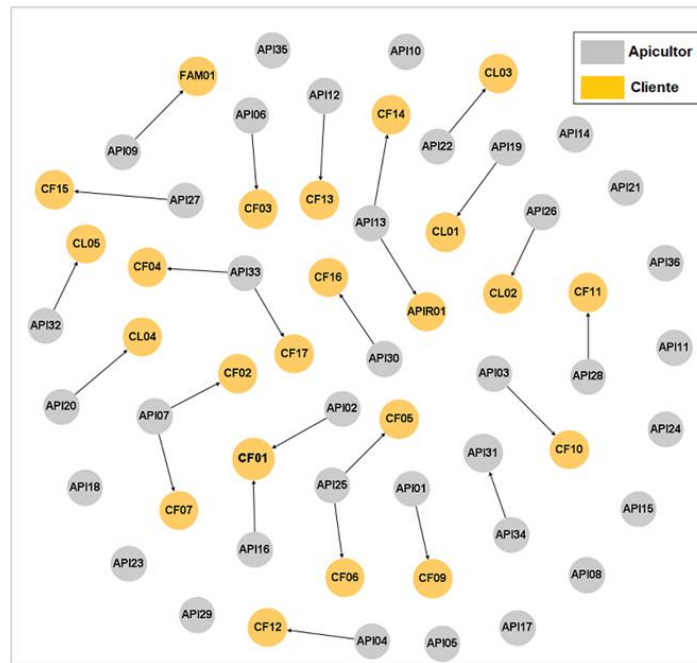 API35
API10
FAM01
CL03
Apicultor
Cliente
API06
API12
CF14
API14
API09
API22
API19
CF15
API27
CF03
CF13
API13
CL01
API26
API21
CL05
CF04
API33
CF16
CL02
CF11
API36
API32
APIR01
CL04
CF17
API30
API11
API20
CF02
API03
API28
API07
API02
CF05
API24
CF01
API31
CF10
API18
CF07
API25
API01
API15
API23
API16
API34
CF06
CF09
API08
API29
CF12
API04
API05
API17